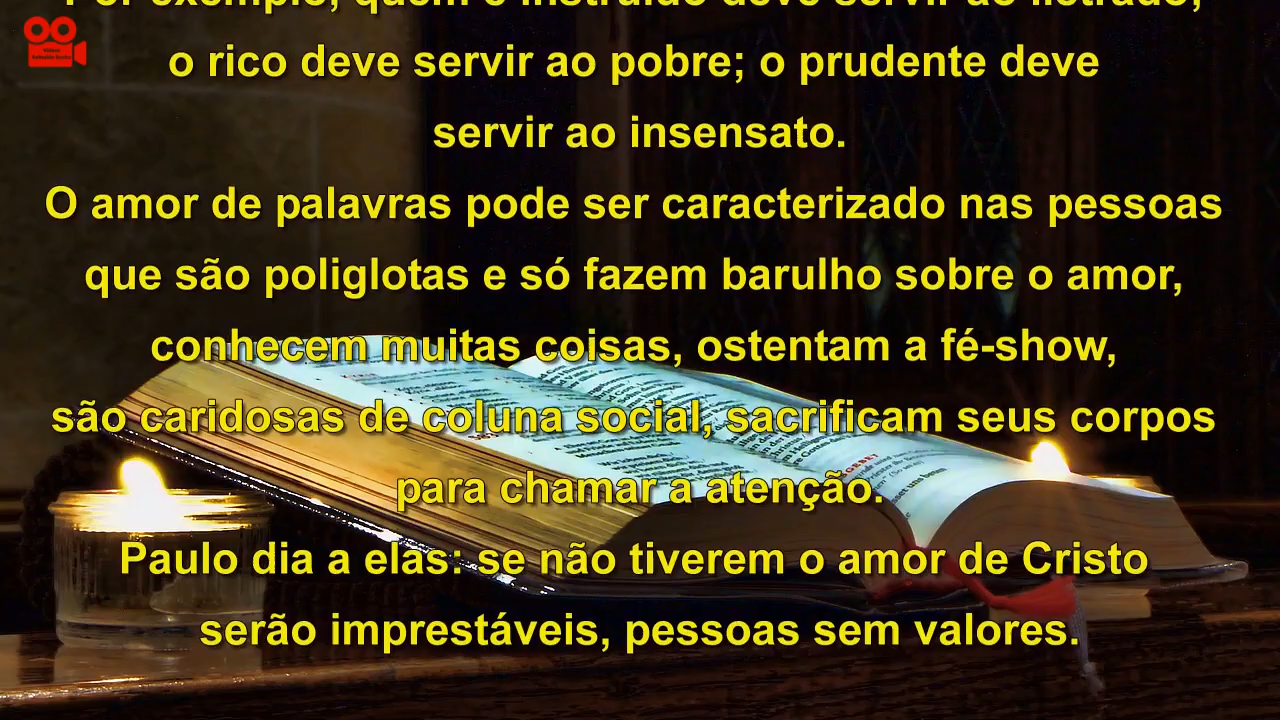 Por exemplo, quem é instruído deve servir ao iletrado;
o rico deve servir ao pobre; o prudente deve
servir ao insensato.
O amor de palavras pode ser caracterizado nas pessoas
que são poliglotas e só fazem barulho sobre o amor,
conhecem muitas coisas, ostentam a fé-show,
são caridosas de coluna social, sacrificam seus corpos
para chamar a atenção.
Paulo dia a elas: se não tiverem o amor de Cristo
serão imprestáveis, pessoas sem valores.